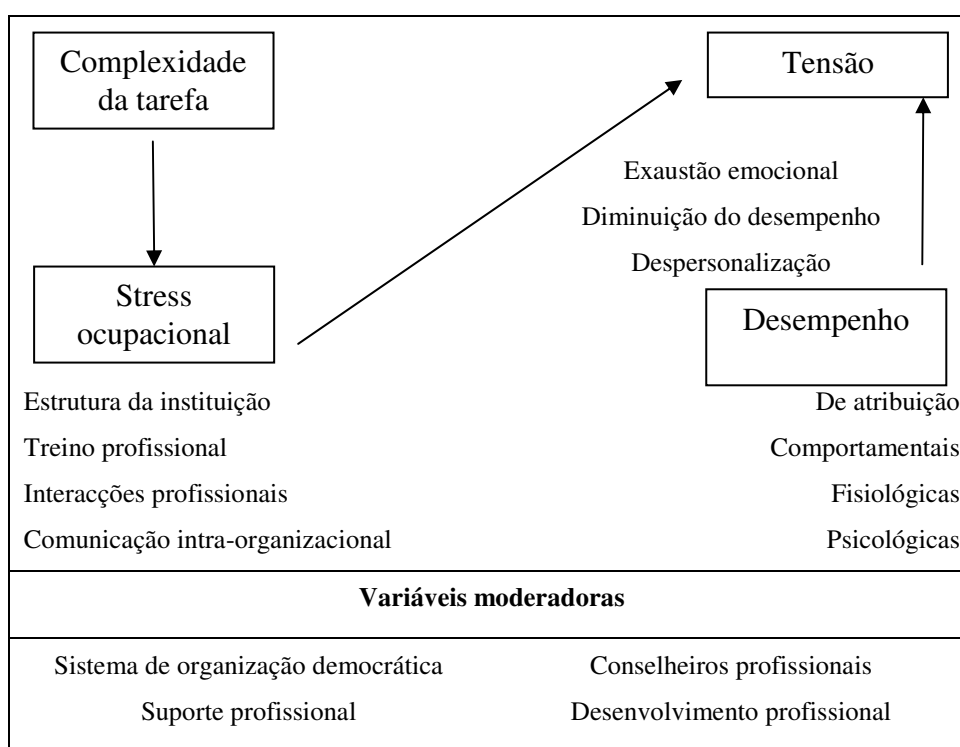 Complexidade
da tarefa
Tensão
Exaustão emocional
Diminuição do desempenho
Despersonalização
Stress
ocupacional
Desempenho
Estrutura da instituição
Treino profissional
Interacções profissionais
Comunicação intra-organizacional
De atribuição
Comportamentais
Fisiológicas
Psicológicas
Variáveis moderadoras
Sistema de organização democrática
Suporte profissional
Conselheiros profissionais
Desenvolvimento profissional